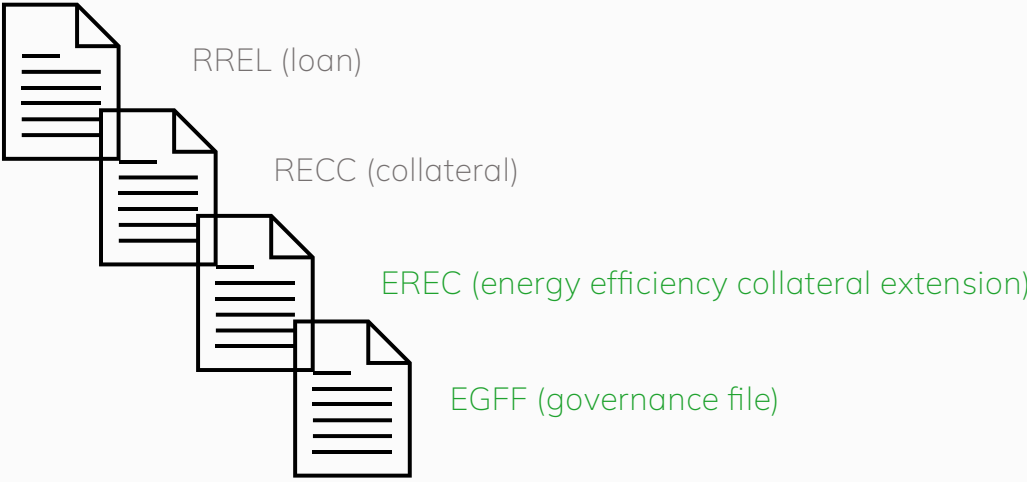 RREL (loan)
RECC (collateral)
EREC (energy efficiency collateral extension)
EGFF (governance file)